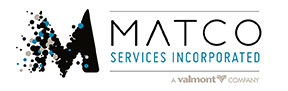 MATCO
SERVICES INCORPORATED
A valmont COMPANY